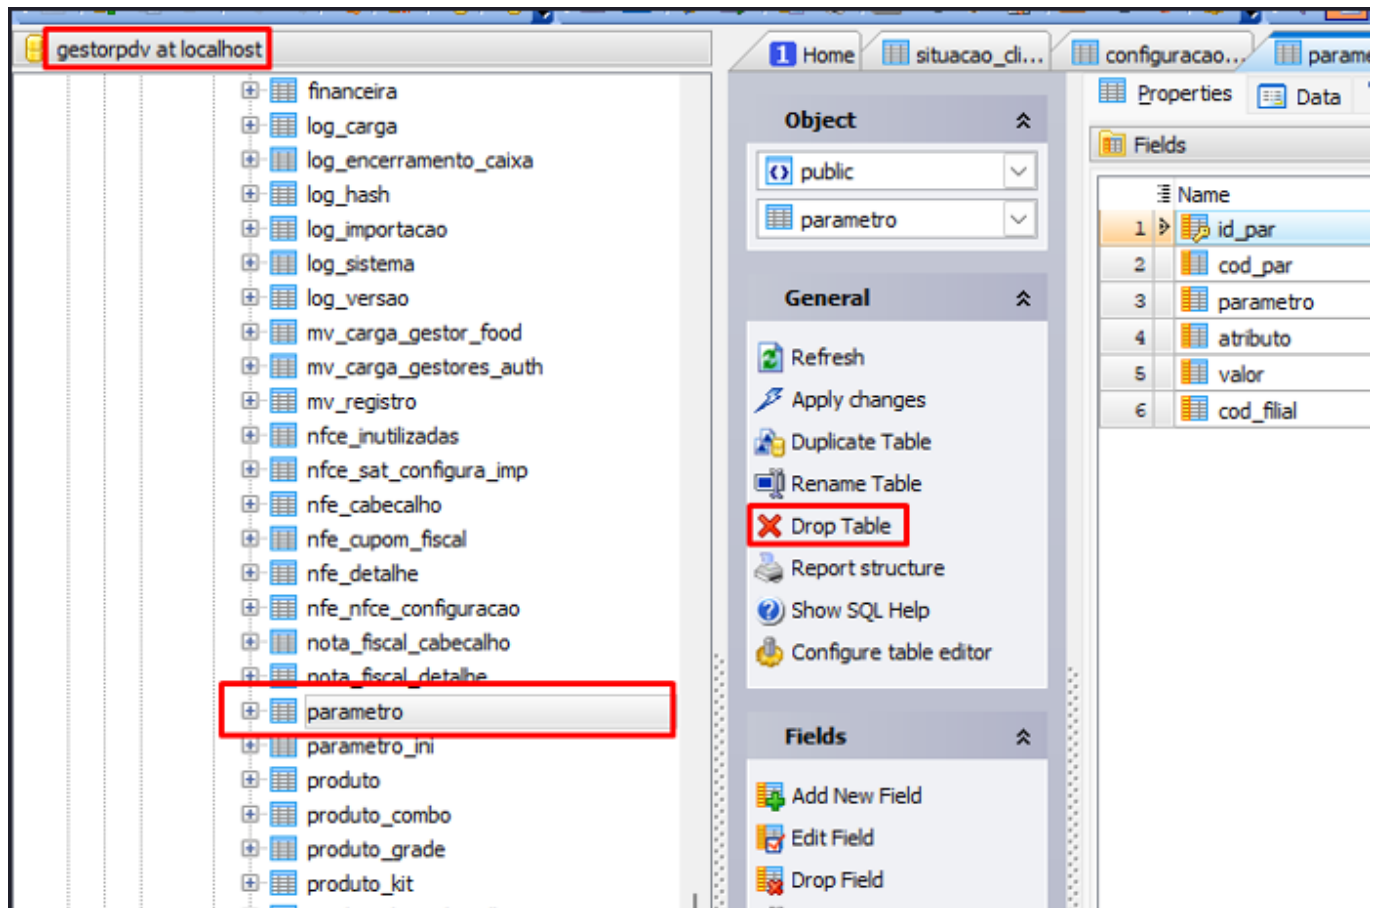 gestorpdv at localhost
financeira
log_carga
log_encerramento_caixa
log_hash
log_importacao
log_sistema
log_versao
mv_carga_gestor_food
mv_carga_gestores_auth
mv_registro
nfce_inutilizadas
nfce_sat_configura_imp
nfe_cabecalho
nfe_cupom_fiscal
nfe_detalhe
nfe_nfce_configuracao
nota_fiscal_cabecalho
nota_fiscal_detalhe
parametro
parametro_ini
produto
produto_combo
produto_grade
produto_kit
1 Home
situacao_cli...
configuracao...
parame
Object
public
parametro
General
Refresh
Apply changes
Duplicate Table
Rename Table
Drop Table
Report structure
Show SQL Help
Configure table editor
Fields
Add New Field
Edit Field
Drop Field
Properties
Data
Fields
Name
1 id_par
2 cod_par
3 parametro
4 atributo
5 valor
6 cod_filial